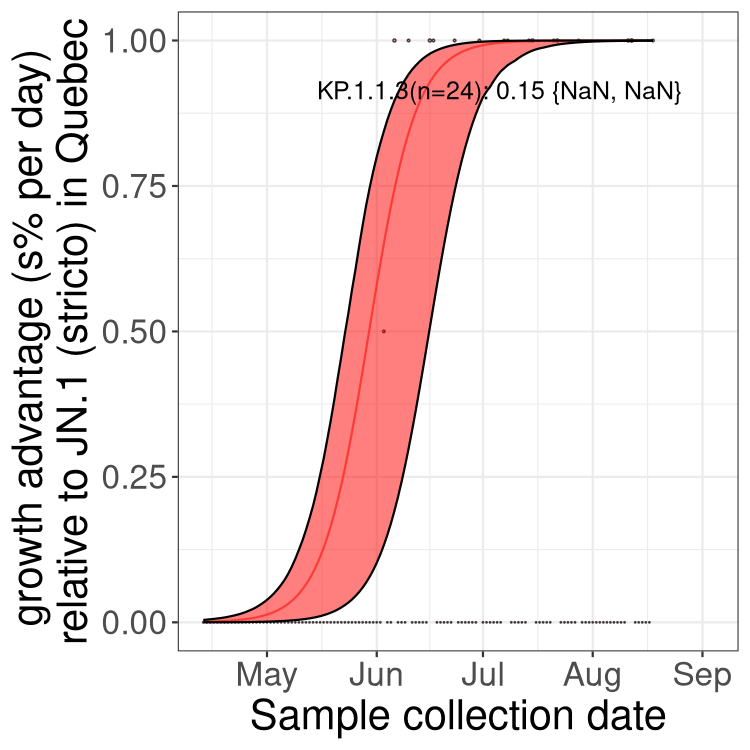 growth advantage (s% per day)
relative to JN.1 (stricto) in Quebec
1.00
0.75
0.50
0.25
0.00
KP.1.1.3(n=24): 0.15 {NaN, NaN}
May Jun Jul Aug Sep
Sample collection date